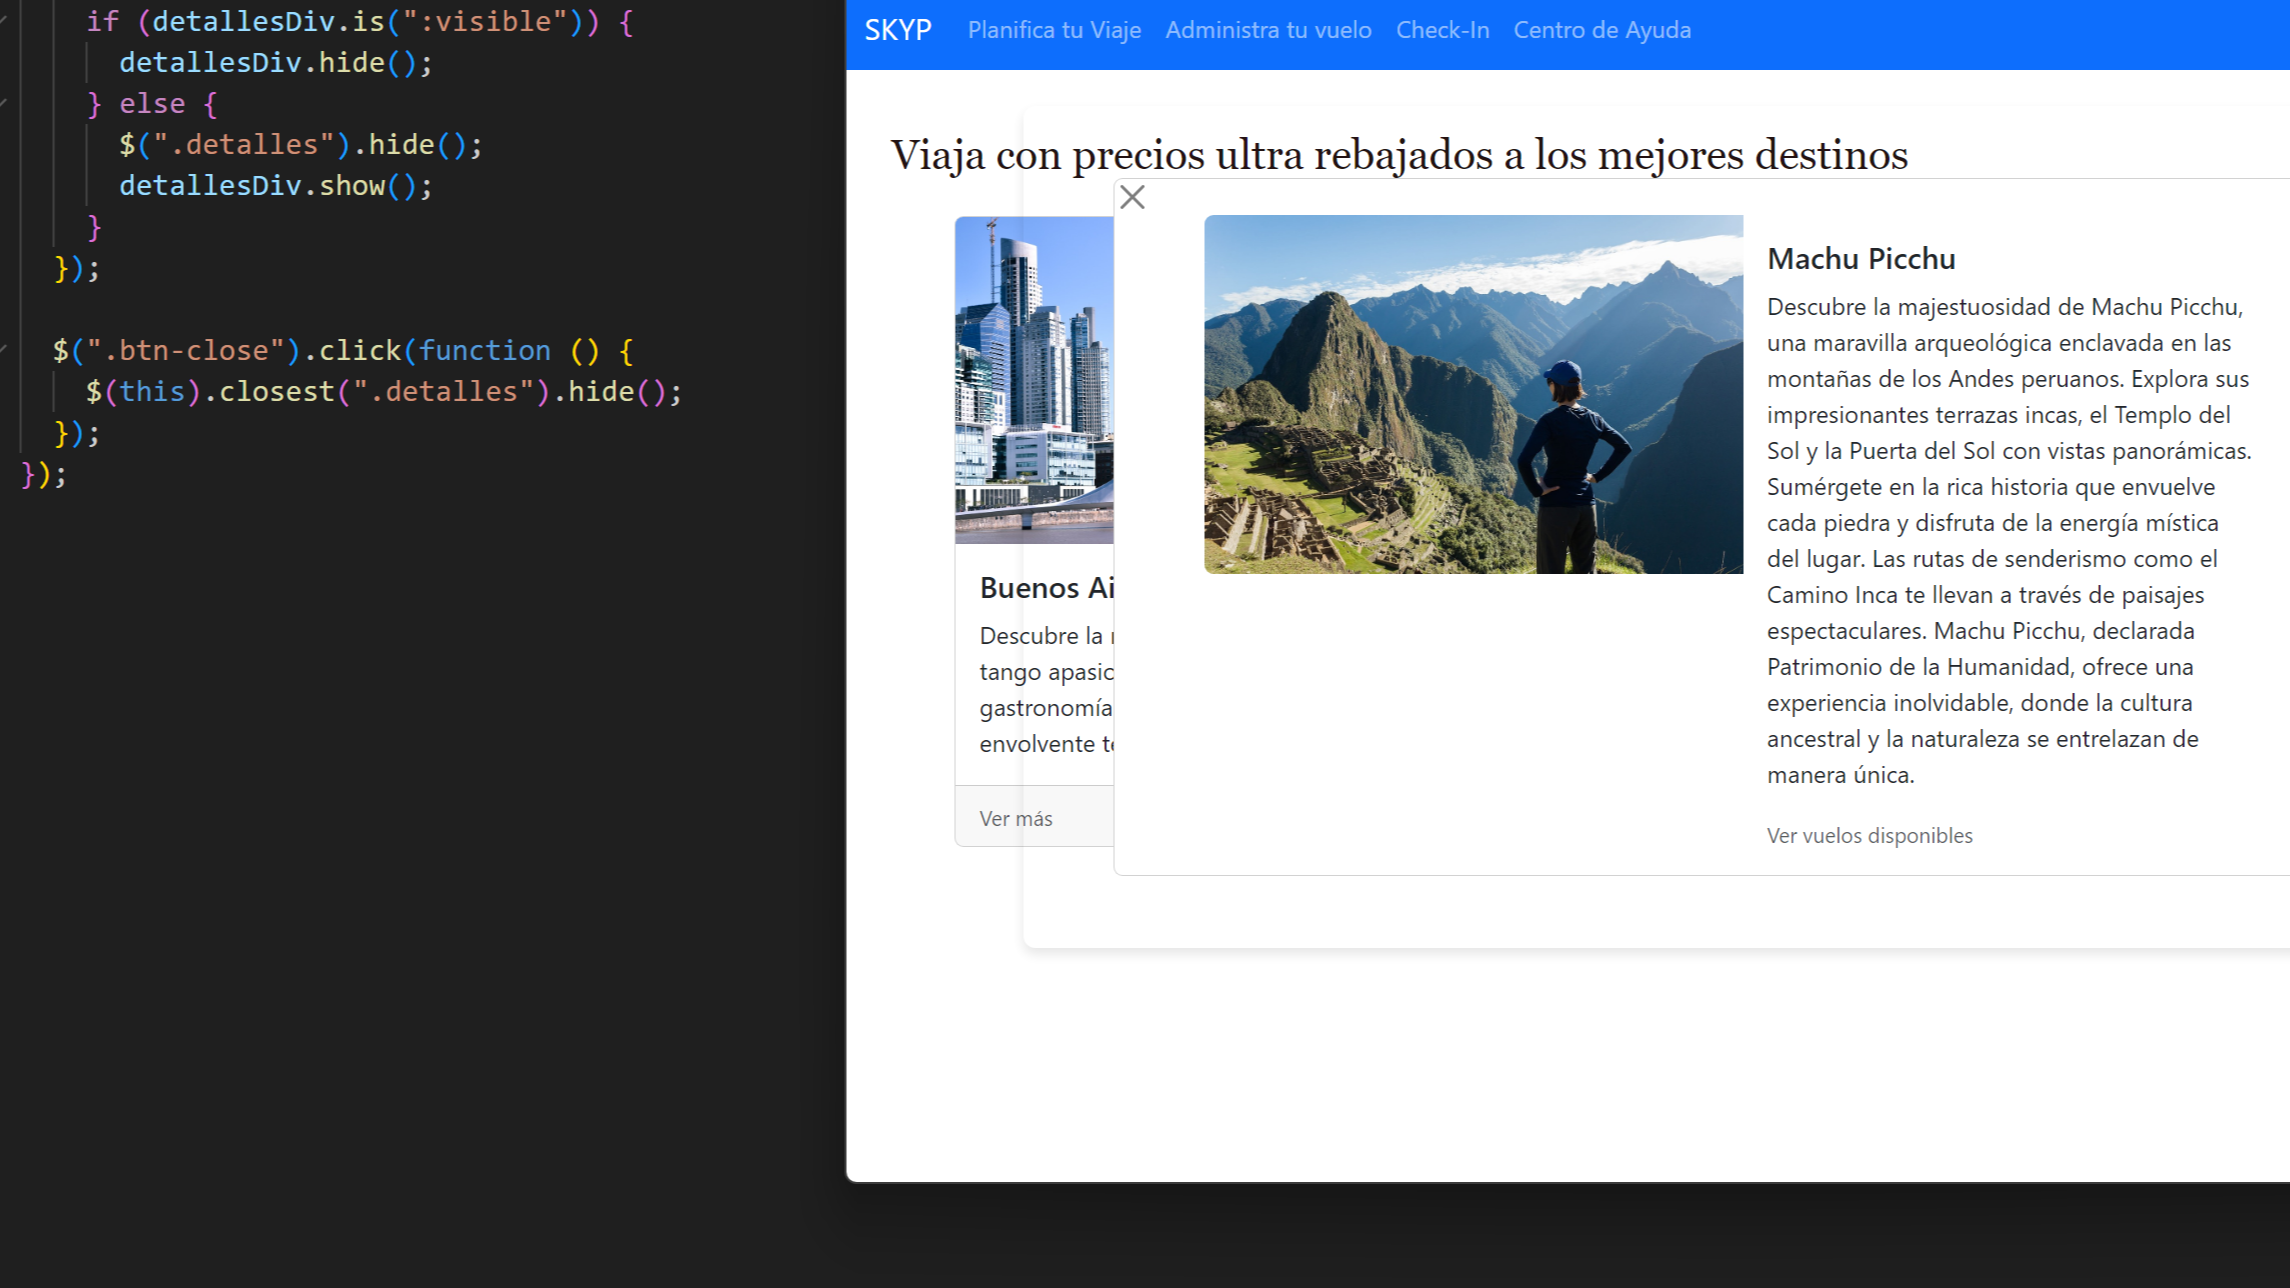 if (detallesDiv.is(":visible")) {
detallesDiv.hide();
} else {
$(".detalles").hide();
detallesDiv.show();
}
});
$(".btn-close").click(function () {
$(this).closest(".detalles").hide();
});
});
SKYP Planifica tu Viaje Administra tu vuelo Check-In Centro de Ayuda
Viaja con precios ultra rebajados a los mejores destinos
Buenos Ai
Descubre la
tango apasic
gastronomía
envolvente te
Ver más
Machu Picchu
Descubre la majestuosidad de Machu Picchu,
una maravilla arqueológica enclavada en las
montañas de los Andes peruanos. Explora sus
impresionantes terrazas incas, el Templo del
Sol y la Puerta del Sol con vistas panorámicas.
Sumérgete en la rica historia que envuelve
cada piedra y disfruta de la energía mística
del lugar. Las rutas de senderismo como el
Camino Inca te llevan a través de paisajes
espectaculares. Machu Picchu, declarada
Patrimonio de la Humanidad, ofrece una
experiencia inolvidable, donde la cultura
ancestral y la naturaleza se entrelazan de
manera única.
Ver vuelos disponibles